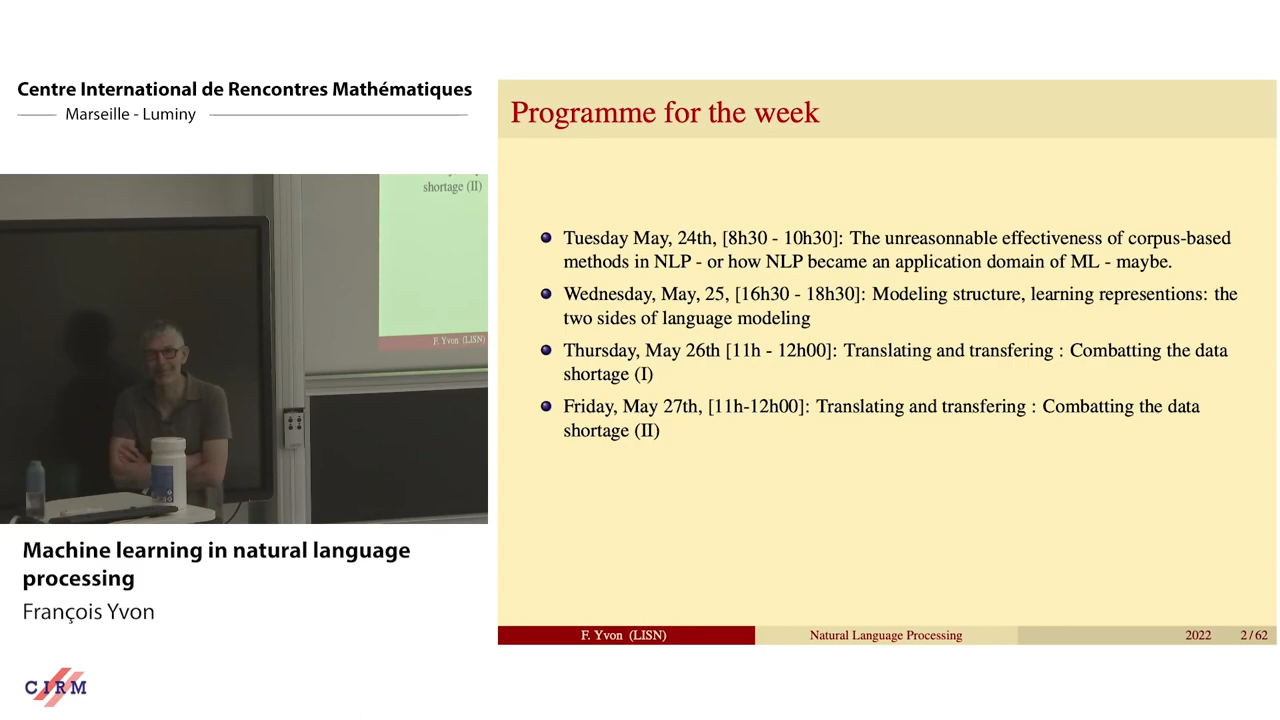 Centre International de Rencontres Mathématiques
Marseille - Luminy
shortage (II)
F. Yvon (LISN)
Machine learning in natural language
processing
François Yvon
CIRM
Programme for the week
Tuesday May, 24th, [8h30 - 10h30]: The unreasonnable effectiveness of corpus-based
methods in NLP - or how NLP became an application domain of ML - maybe.
Wednesday, May, 25, [16h30 - 18h30]: Modeling structure, learning represention: the
two sides of language modeling
Thursday, May 26th [11h - 12h00]: Translating and transfering : Combatting the data
shortage (I)
Friday, May 27th, [11h-12h00]: Translating and transfering : Combatting the data
shortage (II)
F. Yvon (LISN) Natural Language Processing 2022 2 / 62